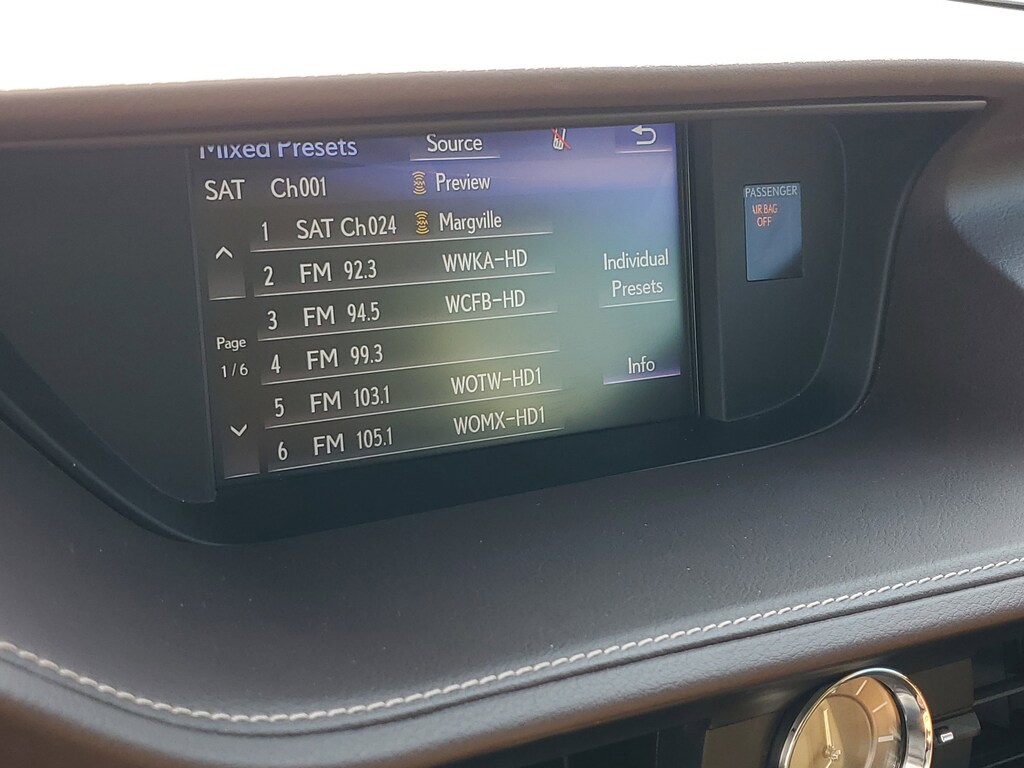 Mixed Presets Source
SAT Ch001 XM Preview
1 SAT Ch024 XM Margville
2 FM 92.3 WWKA-HD
3 FM 94.5 WCFB-HD
4 FM 99.3
5 FM 103.1 WOTW-HD1
6 FM 105.1 WOMX-HD1
Page
1/6
Individual
Presets
Info
PASSENGER
AIR BAG
OFF